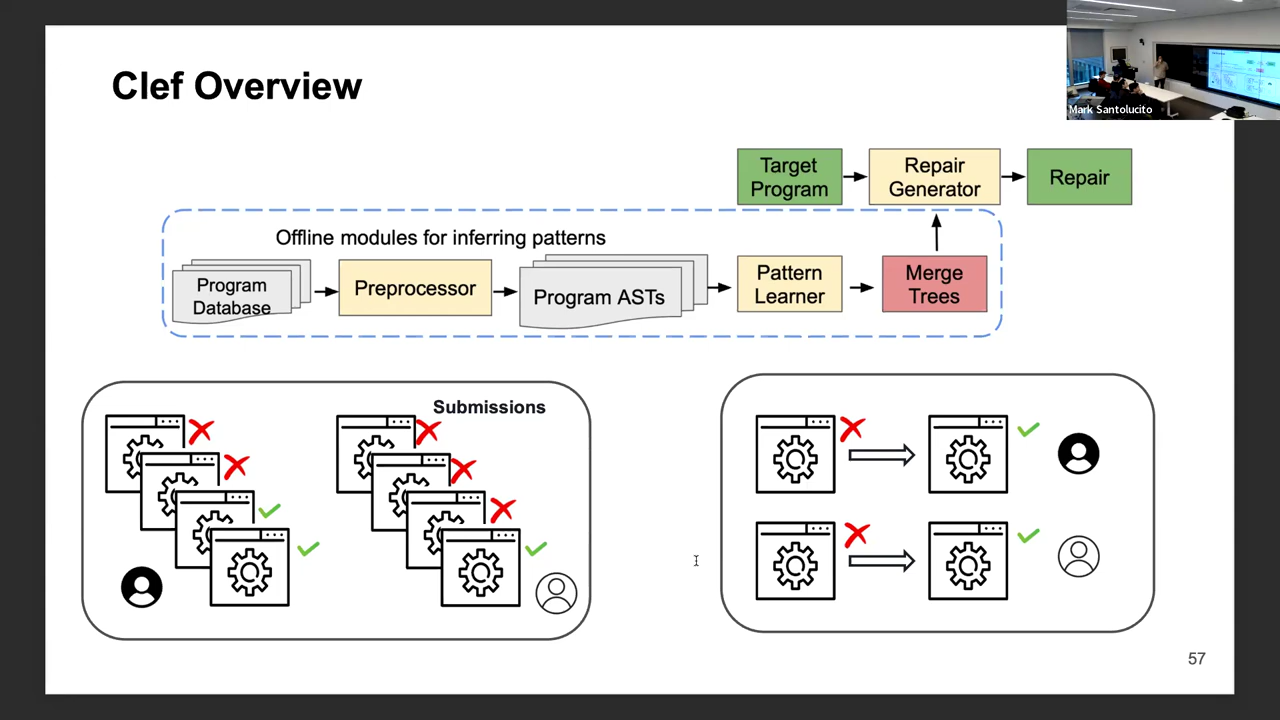 Clef Overview
Mark Santolucito
Target
Program
Repair
Generator
Repair
Offline modules for inferring patterns
Program
Database
Preprocessor
Program ASTs
Pattern
Learner
Merge
Trees
Submissions
57